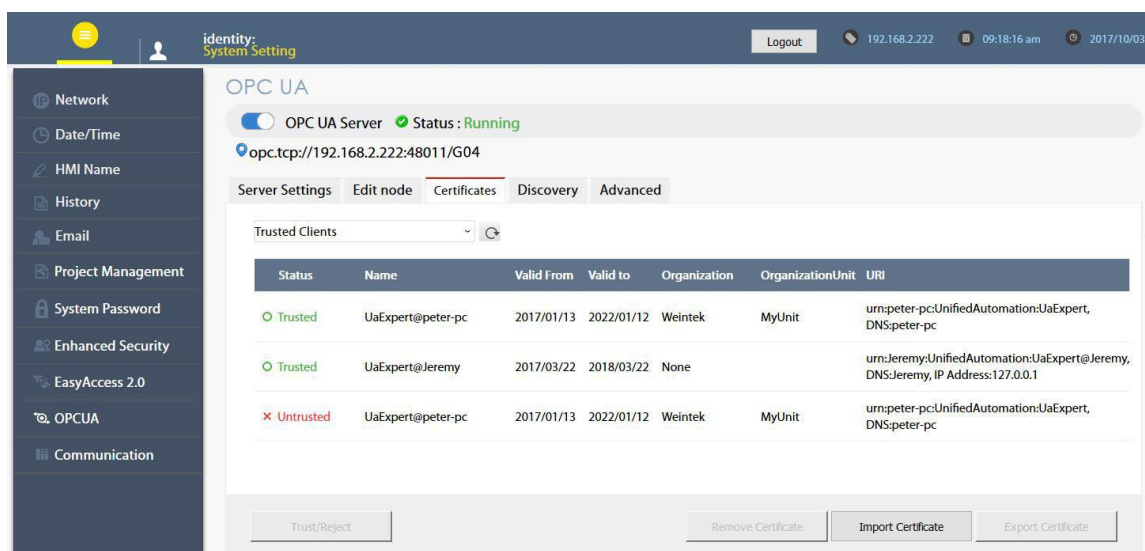 identity:
System Setting
Logout
192.168.2.222
09:18:16 am
2017/10/03
Network
Date/Time
HMI Name
History
Email
Project Management
System Password
Enhanced Security
EasyAccess 2.0
OPCUA
Communication
OPC UA
OPC UA Server Status : Running
opc.tcp://192.168.2.222:48011/G04
Server Settings Edit node Certificates Discovery Advanced
Trusted Clients
Status Name Valid From Valid to Organization OrganizationUnit URI
Trusted UaExpert@peter-pc 2017/01/13 2022/01/12 Weintek MyUnit urn:peter-pc:UnifiedAutomation:UaExpert,
DNS:peter-pc
Trusted UaExpert@Jeremy 2017/03/22 2018/03/22 None urn:Jeremy:UnifiedAutomation:UaExpert@Jeremy,
DNS:Jeremy, IP Address:127.0.0.1
Untrusted UaExpert@peter-pc 2017/01/13 2022/01/12 Weintek MyUnit urn:peter-pc:UnifiedAutomation:UaExpert,
DNS:peter-pc
Trust/Reject Remove Certificate Import Certificate Export Certificate